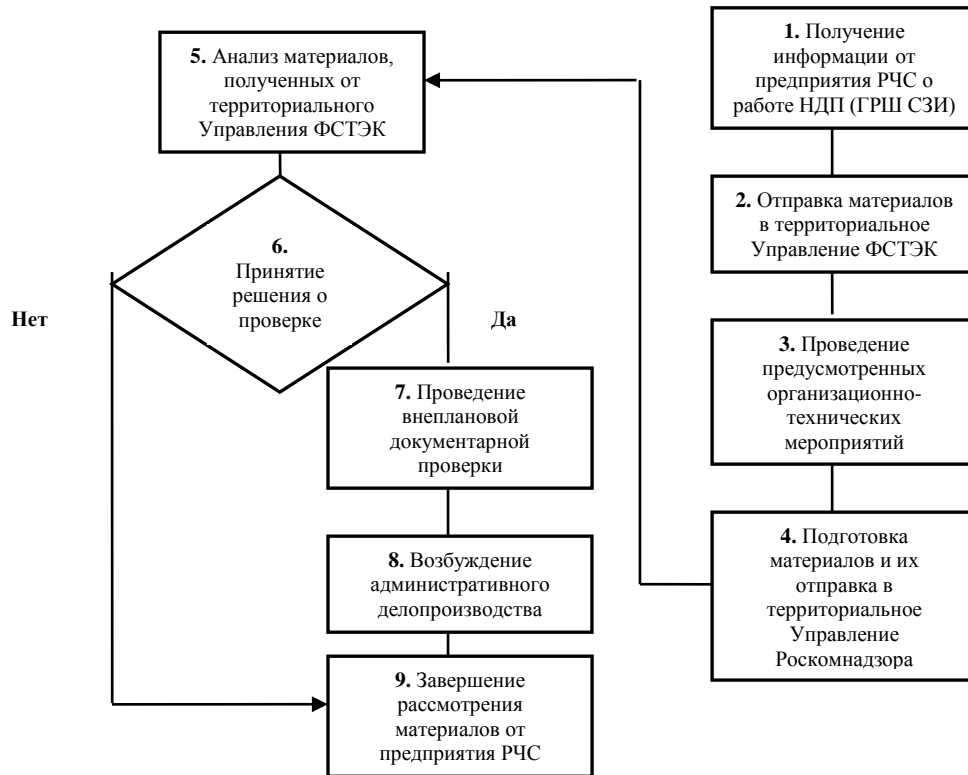 1. Получение
информации от
предприятия РЧС о
работе НДП (ГРШ СЗИ)
2. Отправка материалов
в территориальное
Управление ФСТЭК
3. Проведение
предусмотренных
организационно-
технических
мероприятий
4. Подготовка
материалов и их
отправка в
территориальное
Управление
Роскомнадзора
5. Анализ материалов,
полученных от
территориального
Управления ФСТЭК
6.
Принятие
решения о
проверке
Нет
Да
7. Проведение
внеплановой
документарной
проверки
8. Возбуждение
административного
делопроизводства
9. Завершение
рассмотрения
материалов от
предприятия РЧС